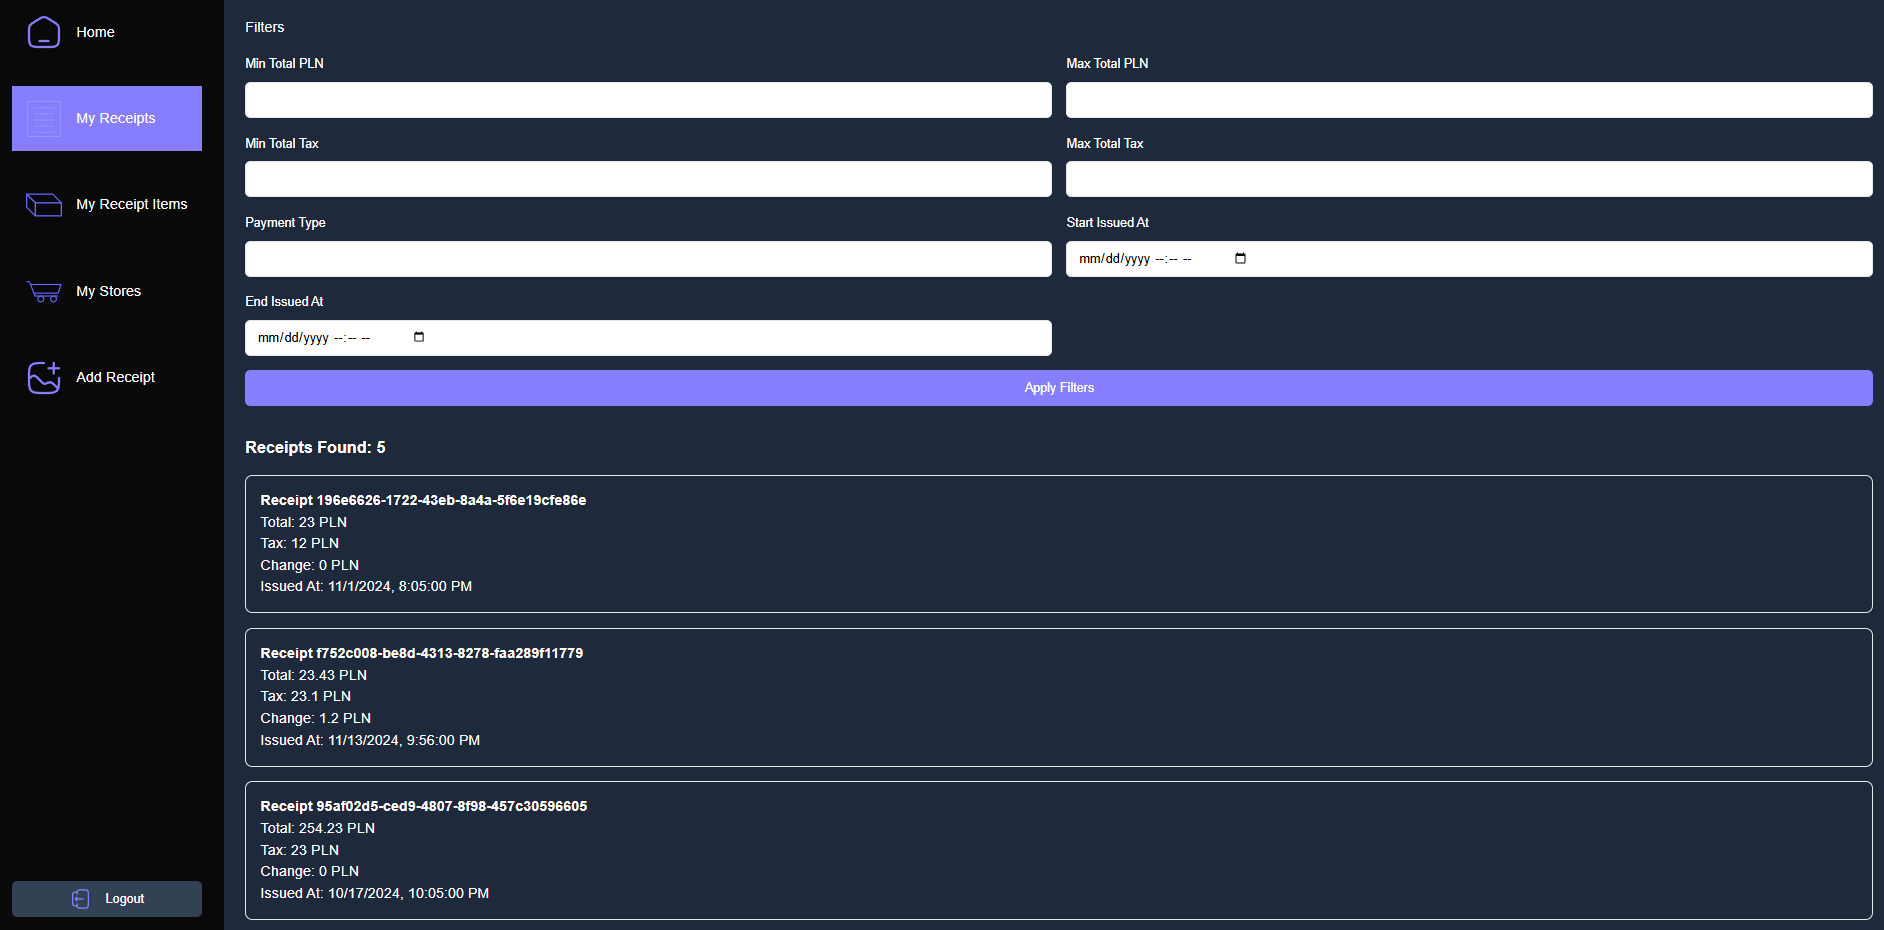 Home
My Receipts
My Receipt Items
My Stores
Add Receipt
Logout
Filters
Min Total PLN
Max Total PLN
Min Total Tax
Max Total Tax
Payment Type
Start Issued At
mm/dd/yyyy --:-- --
End Issued At
mm/dd/yyyy --:-- --
Apply Filters
Receipts Found: 5
Receipt 196e6626-1722-43eb-8a4a-5f6e19cfe86e
Total: 23 PLN
Tax: 12 PLN
Change: 0 PLN
Issued At: 11/1/2024, 8:05:00 PM
Receipt f752c008-be8d-4313-8278-faa289f11779
Total: 23.43 PLN
Tax: 23.1 PLN
Change: 1.2 PLN
Issued At: 11/13/2024, 9:56:00 PM
Receipt 95af02d5-ced9-4807-8f98-457c30596605
Total: 254.23 PLN
Tax: 23 PLN
Change: 0 PLN
Issued At: 10/17/2024, 10:05:00 PM